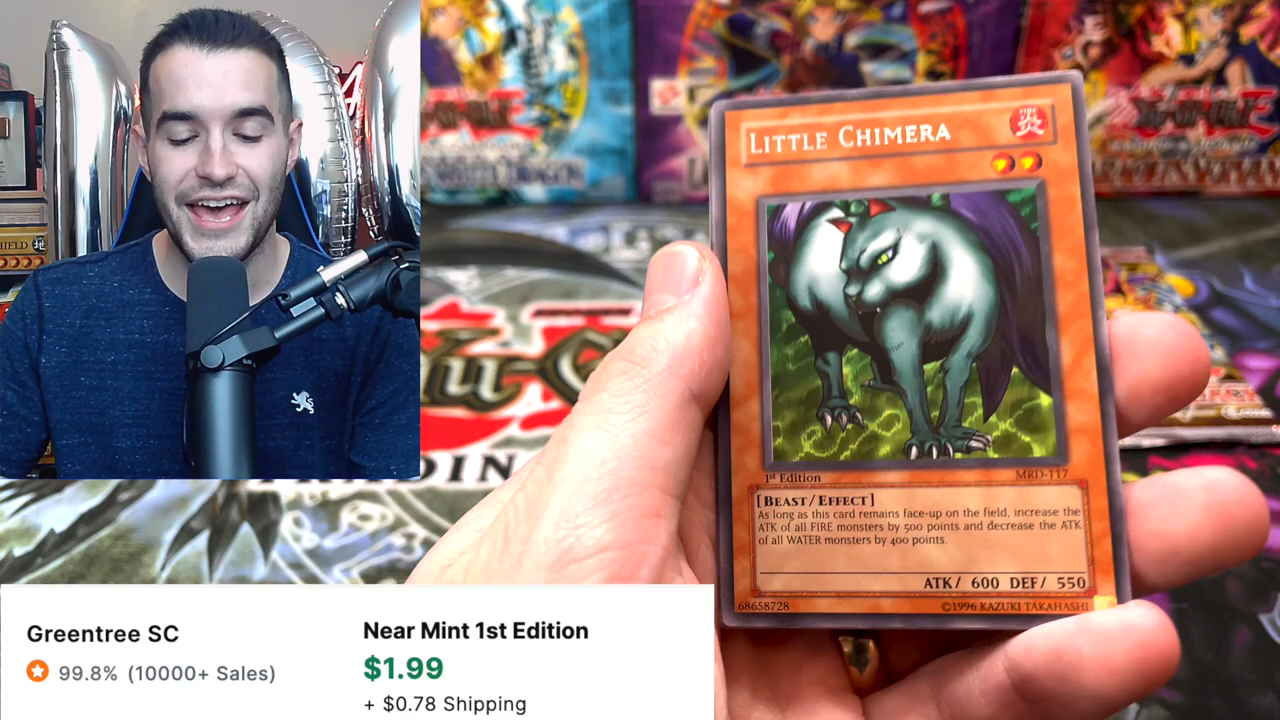 LITTLE CHIMERA
炎
1st Edition
MRD-117
[BEAST/EFFECT]
As long as this card remains face-up on the field, increase the
ATK of all FIRE monsters by 500 points and decrease the ATK
of all WATER monsters by 400 points.
ATK/ 600 DEF/ 550
68658728
©1996 KAZUKI TAKAHASHI
Greentree SC
99.8% (10000+ Sales)
Near Mint 1st Edition
$1.99
+ $0.78 Shipping